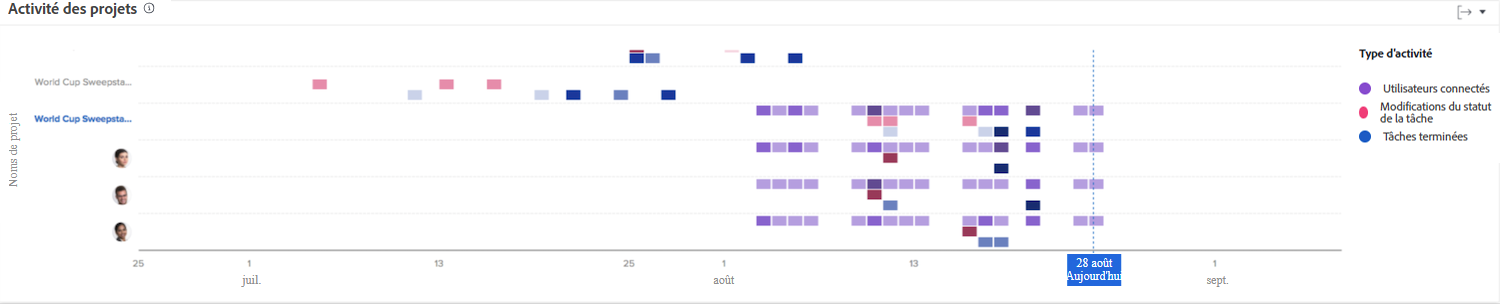 Activité des projets
Type d'activité
Utilisateurs connectés
Modifications du statut
de la tâche
Tâches terminées
Noms de projet
World Cup Sweepsta...
World Cup Sweepsta...
25
1
13
25
1
13
28 août
Aujourd'hui
1
juil.
août
sept.